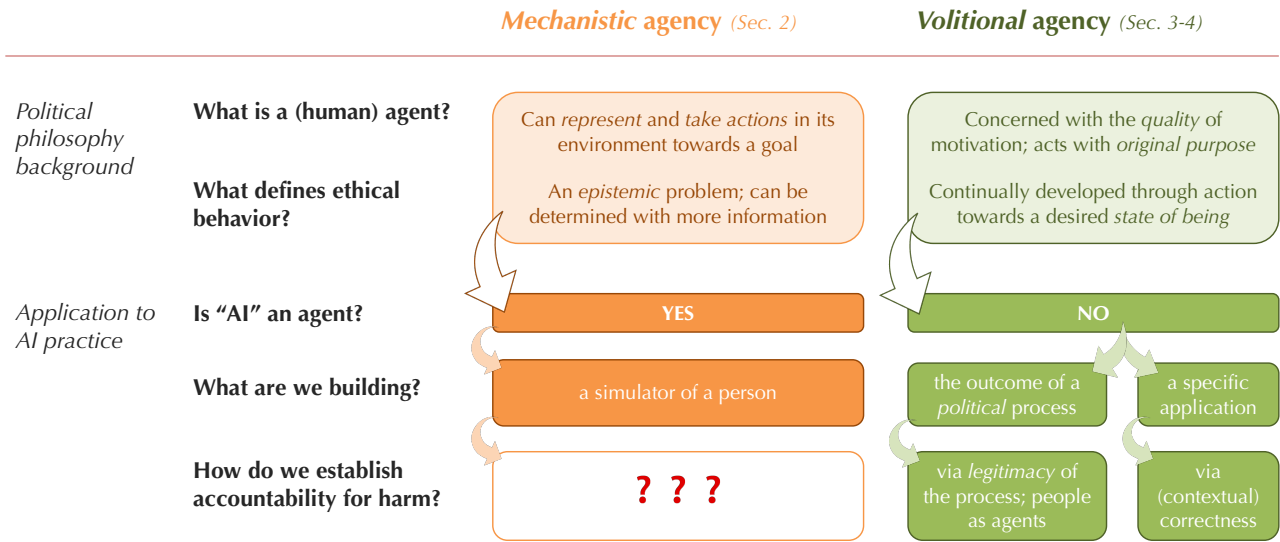 Mechanistic agency (Sec. 2)
Volitional agency (Sec. 3-4)
Political
philosophy
background
What is a (human) agent?
Can represent and take actions in its
environment towards a goal
Concerned with the quality of
motivation; acts with original purpose
What defines ethical
behavior?
An epistemic problem; can be
determined with more information
Continually developed through action
towards a desired state of being
Application to
AI practice
Is “AI” an agent?
YES
NO
What are we building?
a simulator of a person
the outcome of a
political process
a specific
application
How do we establish
accountability for harm?
? ? ?
via legitimacy of
the process; people
as agents
via
(contextual)
correctness